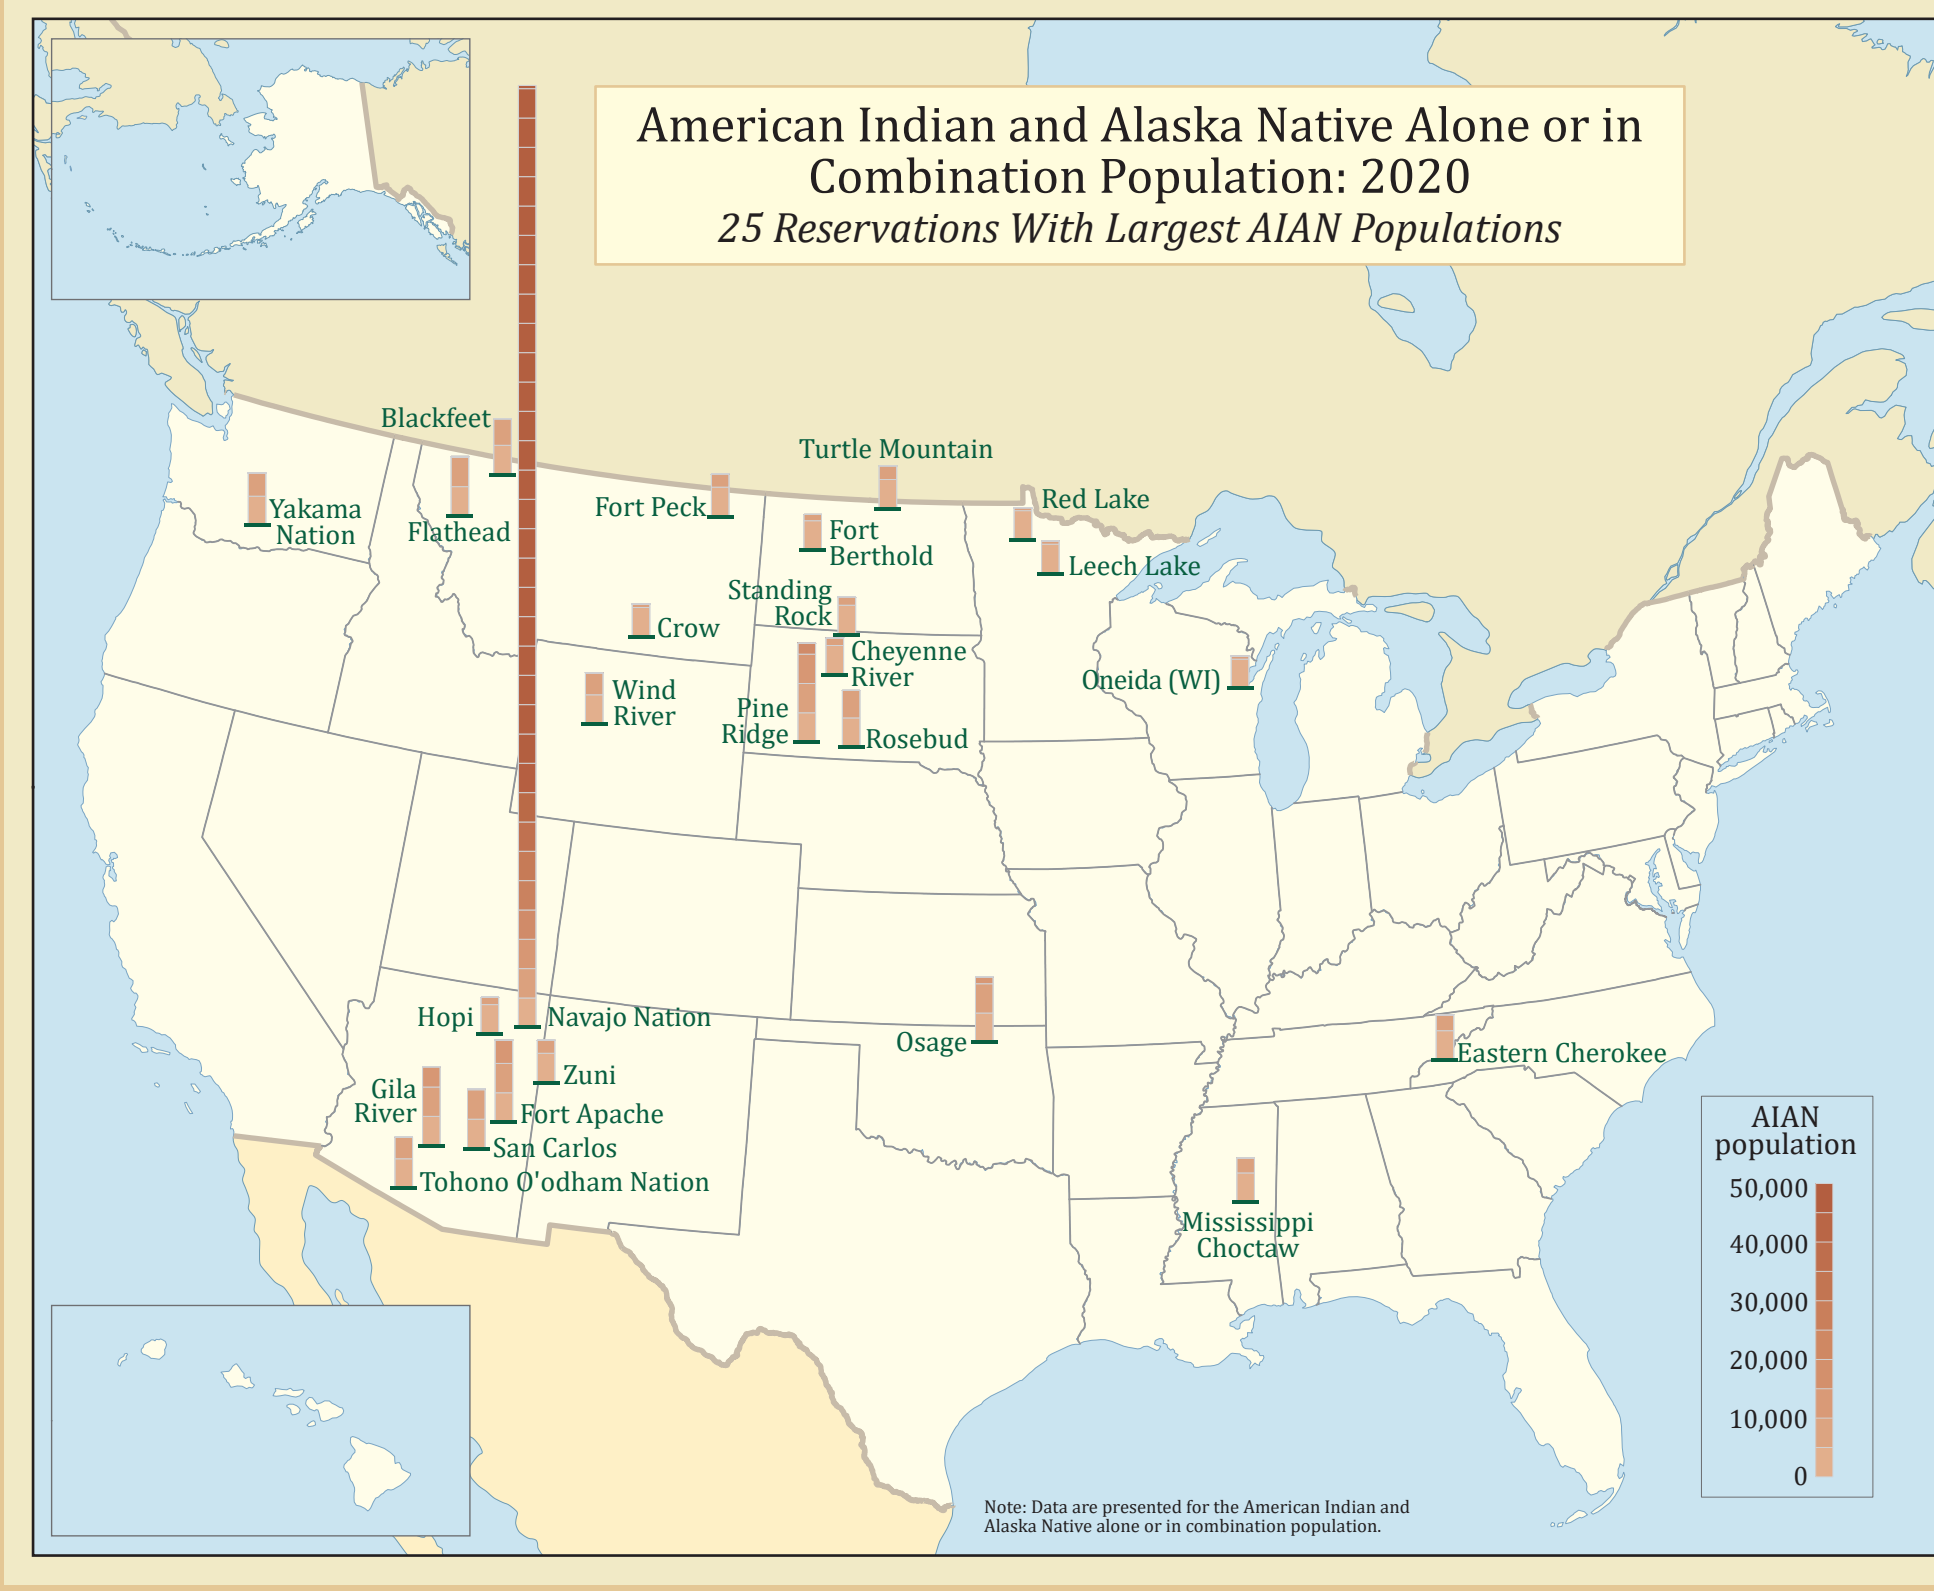 American Indian and Alaska Native Alone or in
Combination Population: 2020
25 Reservations With Largest AIAN Populations
Blackfeet
Turtle Mountain
Yakama
Nation
Flathead
Fort Peck
Fort
Berthold
Red Lake
Leech Lake
Standing
Rock
Crow
Cheyenne
River
Wind
River
Pine
Ridge
Rosebud
Oneida (WI)
Hopi
Navajo Nation
Osage
Eastern Cherokee
Gila
River
Zuni
Fort Apache
San Carlos
Tohono O'odham Nation
Mississippi
Choctaw
AIAN
population
50,000
40,000
30,000
20,000
10,000
0
Note: Data are presented for the American Indian and
Alaska Native alone or in combination population.